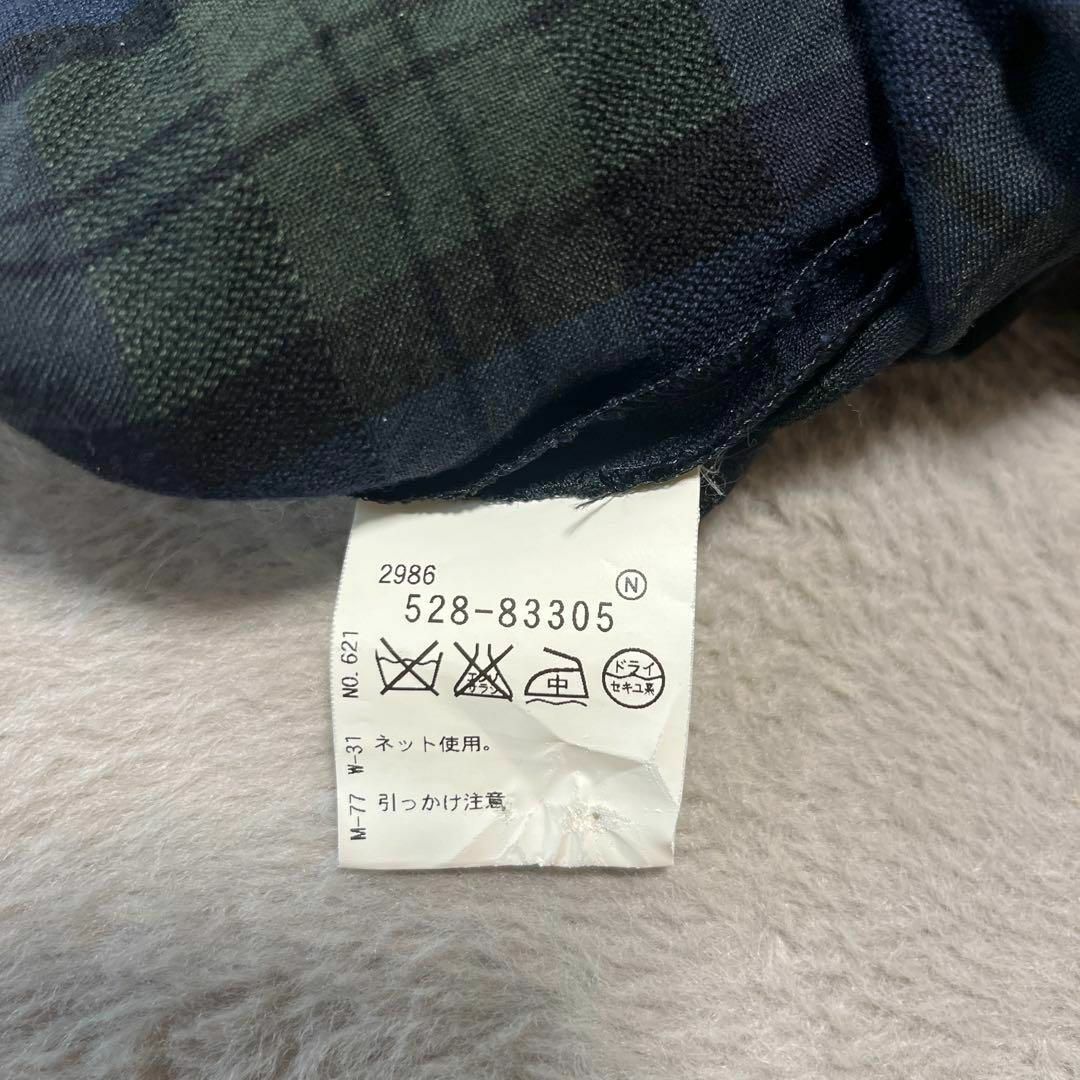 2986
N
528-83305
エンソ
サラシ
中
ドライ
セキユ系
ネット使用。
引っかけ注意
M-77 W-31 NO.621